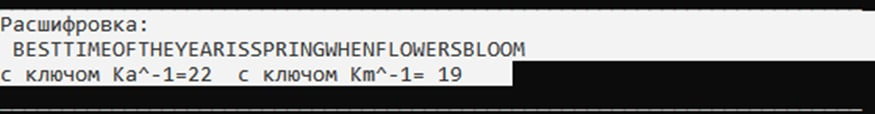 Расшифровка:
BESTTIMEOFTHEYEARISSPRINGWHENFLOWERSBLOOM
с ключом Ka^-1=22  с ключом Km^-1= 19